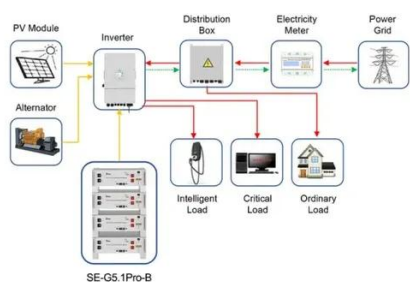 PV Module
Inverter
Distribution
Box
Electricity
Meter
Power
Grid
Alternator
Intelligent
Load
Critical
Load
Ordinary
Load
SE-G5.1Pro-B